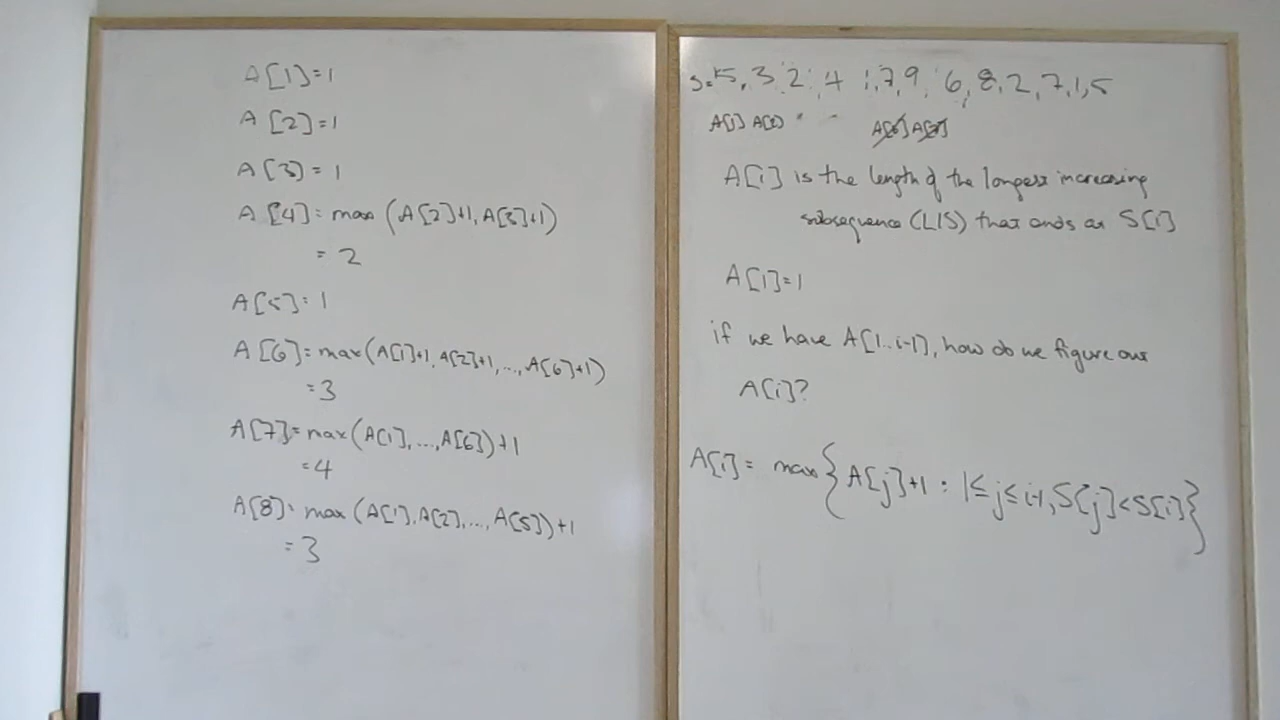 A[1]=1
A[2]=1
A[3]=1
A[4]=max(A[2]+1,A[3]+1)
=2
A[5]=1
A[6]=max(A[1]+1,A[2]+1,...,A[6]+1)
=3
A[7]=max(A[1],...,A[6])+1
=4
A[8]=max(A[1],A[2],...,A[5])+1
=3
S=5,3,2,4,1,7,9,6,8,2,7,1,5
A[1] A[2]
A[i] is the length of the longest increasing
subsequence (LIS) that ends at S[i]
A[1]=1
if we have A[1..i-1], how do we figure out
A[i]?
A[i]= max{A[j]+1 : 1≤j≤i-1,S[j]<S[i]}